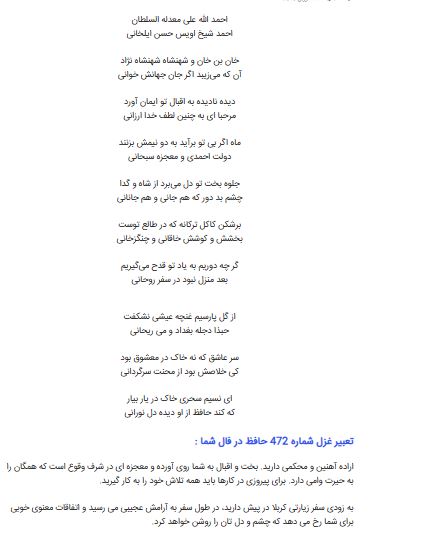 احمد الله علی معدله السلطان
احمد شیخ اویس حسن ایلخانی
خان بن خان و شهنشاه شهنشاه نژاد
آن که می‌زیبد اگر جان جهانش خوانی
دیده نادیده به اقبال تو ایمان آورد
مرحبا ای به چنین لطف خدا ارزانی
ماه اگر بی تو برآید به دو نیمش بزنند
دولت احمدی و معجزه سبحانی
جلوه بخت تو دل می‌برد از شاه و گدا
چشم بد دور که هم جانی و هم جانانی
برشکن کاکل ترکانه که در طالع توست
بخشش و کوشش خاقانی و چنگزخانی
گر چه دوریم به یاد تو قدح می‌گیریم
بعد منزل نبود در سفر روحانی
از گل پارسیم غنچه عیشی نشکفت
حبذا دجله بغداد و می ریحانی
سر عاشق که نه خاک در معشوق بود
کی خلاصش بود از محنت سرگردانی
ای نسیم سحری خاک در یار بیار
که کند حافظ از او دیده دل نورانی
تعبیر غزل شماره 472 حافظ در فال شما :
اراده آهنین و محکمی دارید. بخت و اقبال به شما روی آورده و معجزه ای در شرف وقوع است که همگان را
به حیرت وامی دارد. برای پیروزی در کارها باید همه تلاش خود را به کار گیرید.
به زودی سفر زیارتی کربلا در پیش دارید، در طول سفر به آرامش عجیبی می رسید و اتفاقات معنوی خوبی
برای شما رخ می دهد که چشم و دل تان را روشن خواهد کرد.